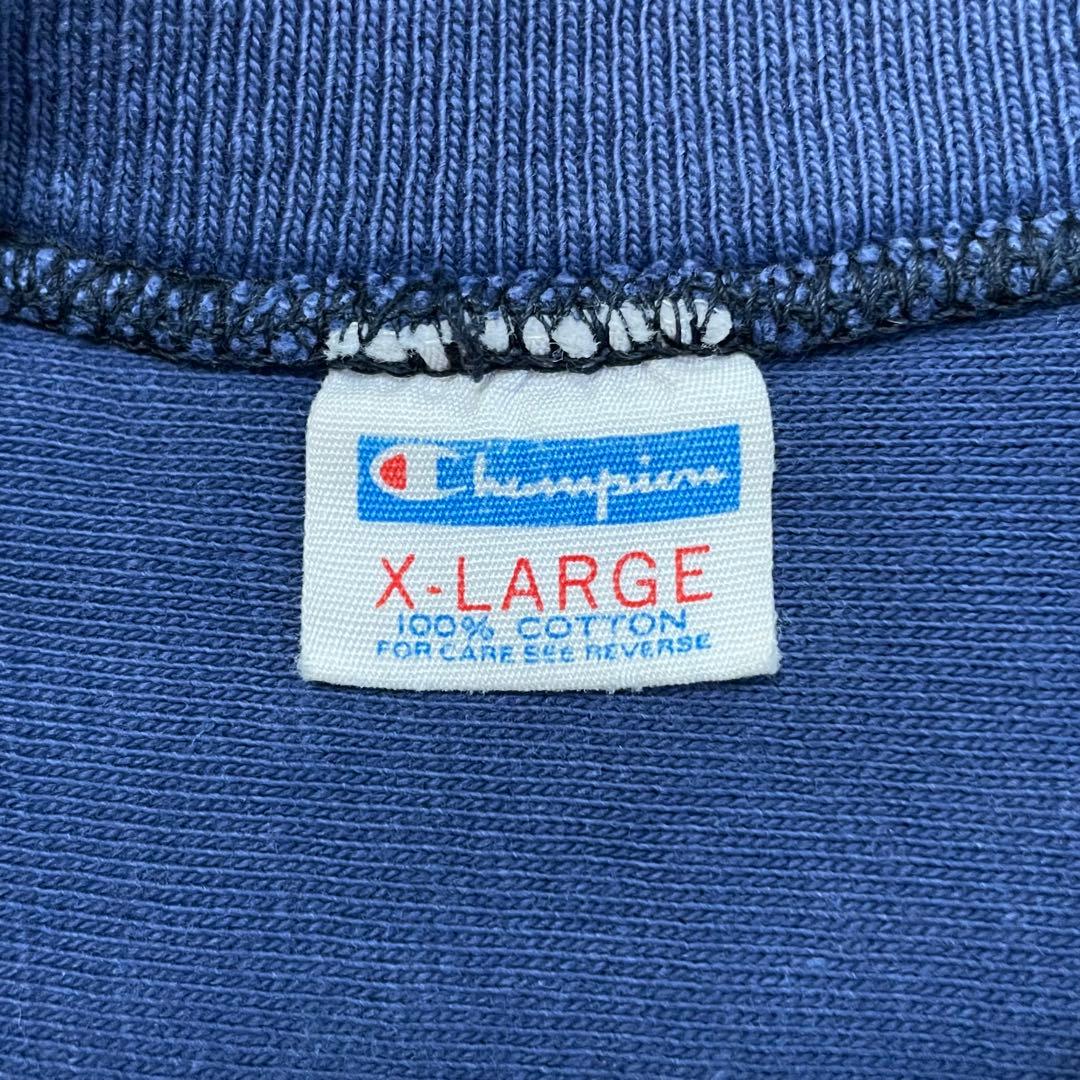 Champion
X-LARGE
100% COTTON
FOR CARE SEE REVERSE